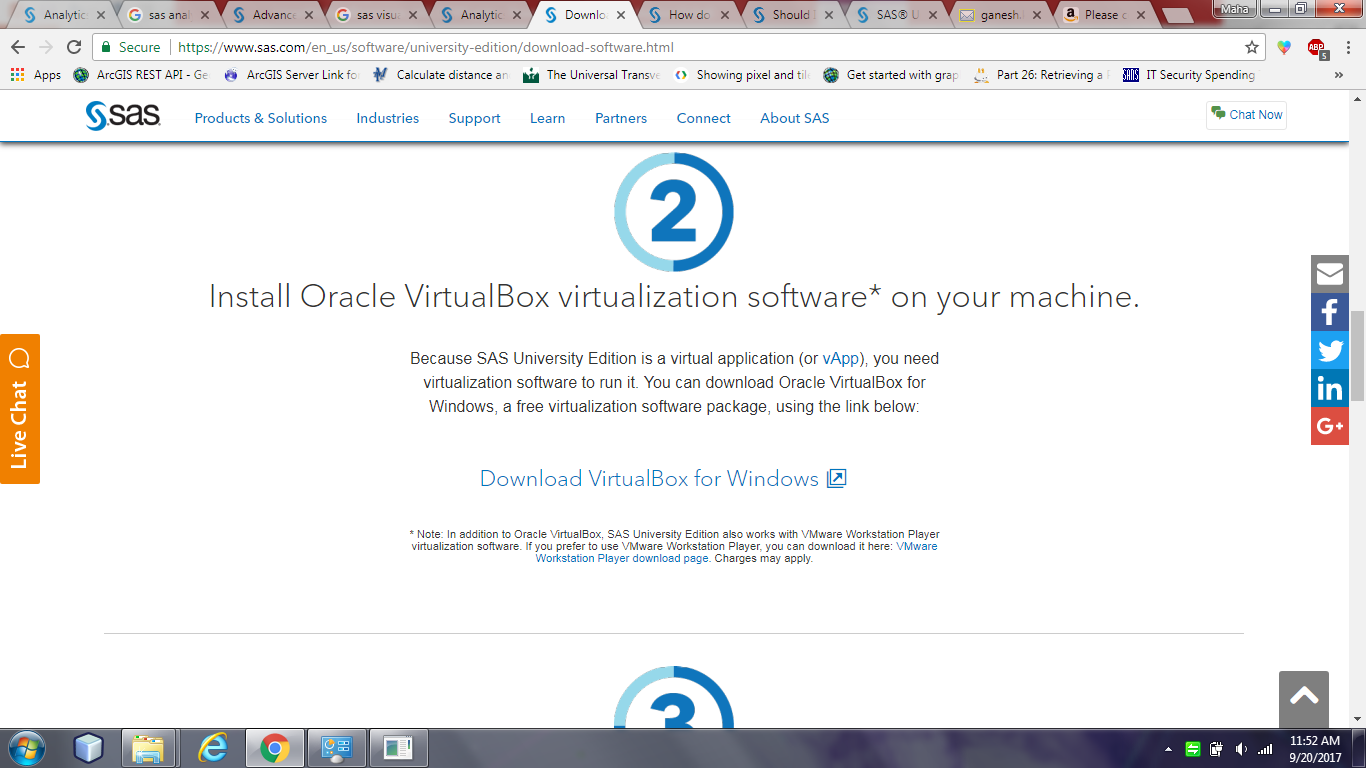 Analytic
sas anal
Advance
sas visua
Analytic
Downlo
How do
Should I
SAS® U
ganesh.
Please c
Maha
Secure
https://www.sas.com/en_us/software/university-edition/download-software.html
ABP
5
Apps
ArcGIS REST API - Ge
ArcGIS Server Link fo
Calculate distance an
The Universal Transve
Showing pixel and tile
Get started with grap
Part 26: Retrieving a
SANS
IT Security Spending
»
sas
Products & Solutions
Industries
Support
Learn
Partners
Connect
About SAS
Chat Now
2
Install Oracle VirtualBox virtualization software* on your machine.
Because SAS University Edition is a virtual application (or vApp), you need
virtualization software to run it. You can download Oracle VirtualBox for
Windows, a free virtualization software package, using the link below:
Live Chat
Download VirtualBox for Windows
* Note: In addition to Oracle VirtualBox, SAS University Edition also works with VMware Workstation Player
virtualization software. If you prefer to use VMware Workstation Player, you can download it here: VMware
Workstation Player download page. Charges may apply.
3
11:52 AM
9/20/2017